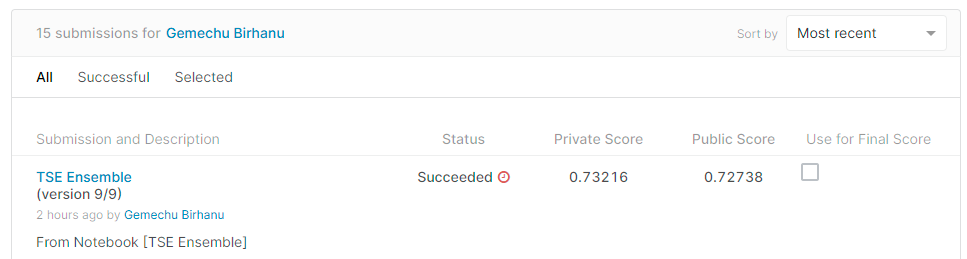 15 submissions for Gemechu Birhanu
Sort by Most recent
All Successful Selected
Submission and Description Status Private Score Public Score Use for Final Score
TSE Ensemble Succeeded 0.73216 0.72738
(version 9/9)
2 hours ago by Gemechu Birhanu
From Notebook [TSE Ensemble]